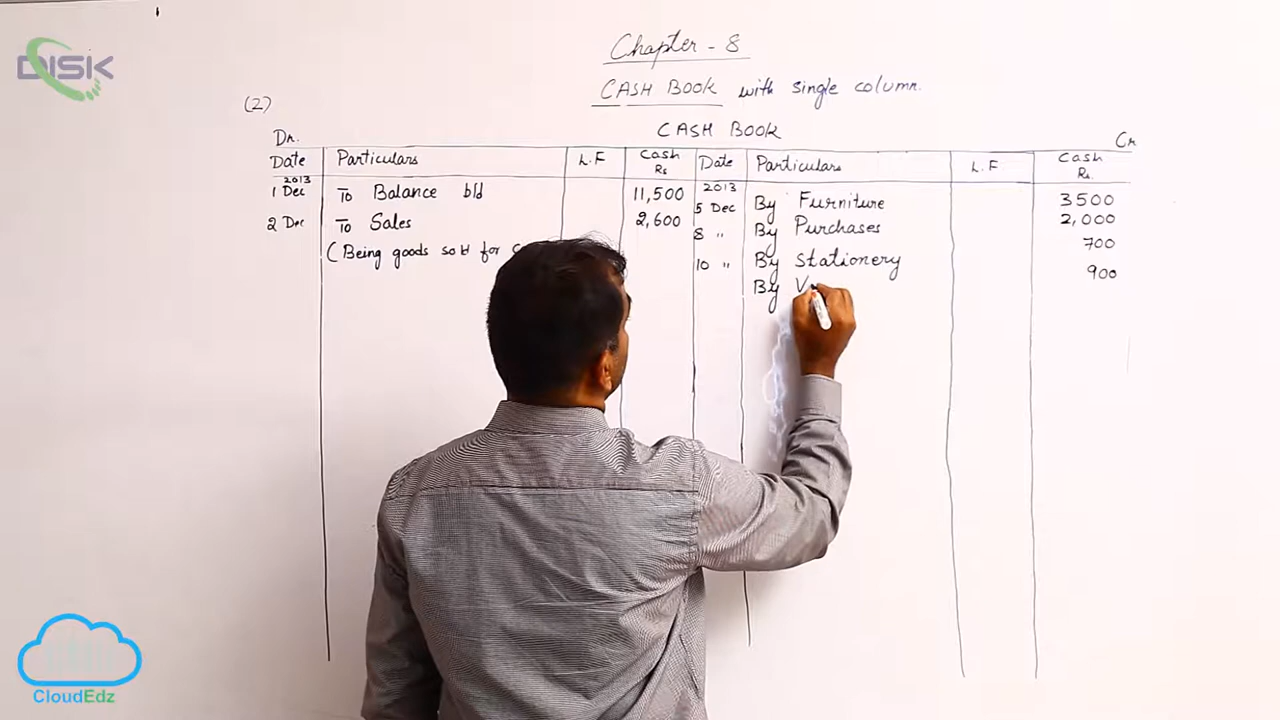 DISK
Chapter - 8
CASH BOOK with single column.
(2)
CASH BOOK
Dr. Cr
Date Particulars L.F Cash Rs Date Particulars L.F Cash Rs.
2013 1 Dec To Balance b/d 11,500 2013 5 Dec By Furniture 3500
2 Dec To Sales 2,600 8 " By Purchases 2,000
(Being goods sold for 10 " By Stationery 700
By 900
CloudEdz